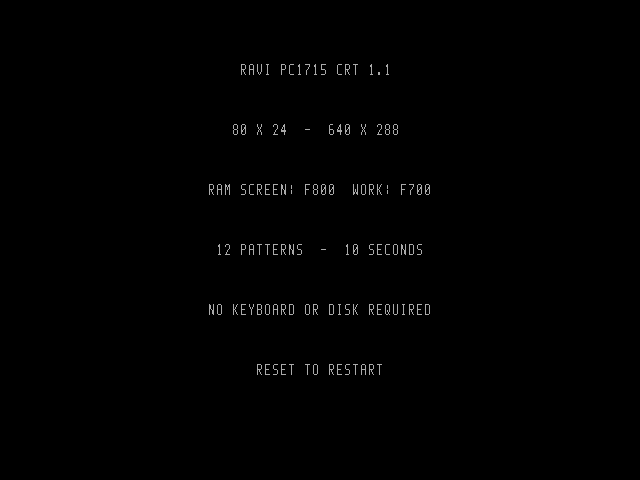 RAVI PC1715 CRT 1.1
80 X 24  -  640 X 288
RAM SCREEN: F800  WORK: F700
12 PATTERNS  -  10 SECONDS
NO KEYBOARD OR DISK REQUIRED
RESET TO RESTART